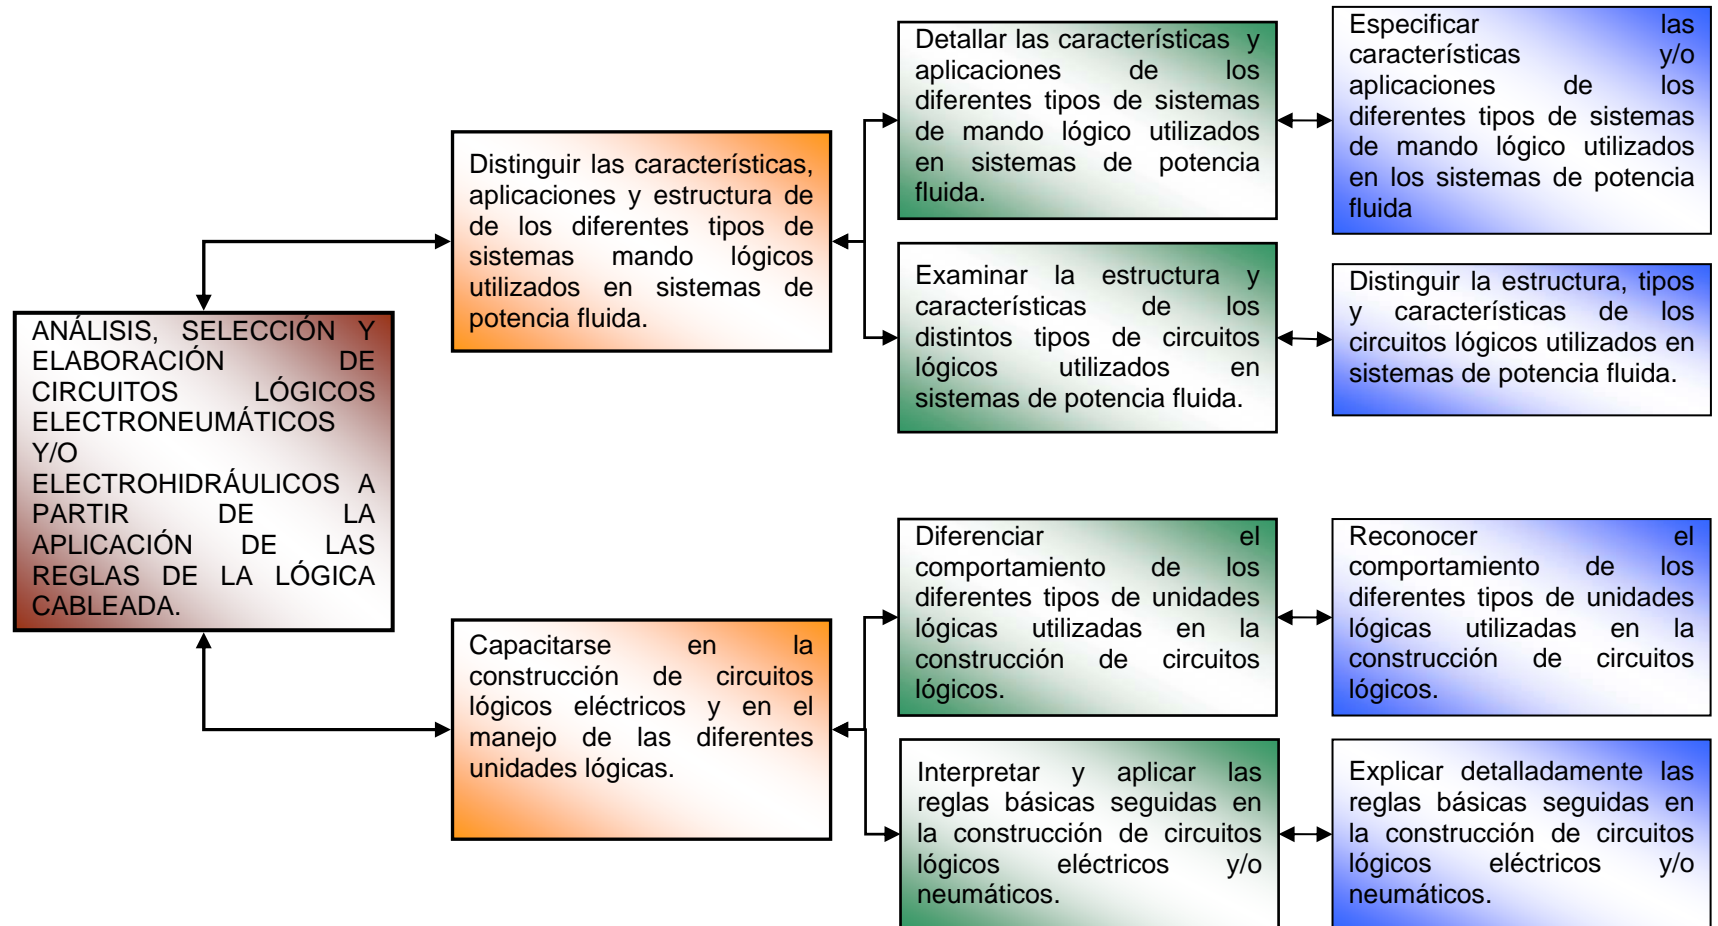 ANÁLISIS, SELECCIÓN Y
ELABORACIÓN DE
CIRCUITOS LÓGICOS
ELECTRONEUMÁTICOS
Y/O
ELECTROHIDRÁULICOS A
PARTIR DE LA
APLICACIÓN DE LAS
REGLAS DE LA LÓGICA
CABLEADA.
Distinguir las características,
aplicaciones y estructura de
de los diferentes tipos de
sistemas mando lógicos
utilizados en sistemas de
potencia fluida.
Detallar las características y
aplicaciones de los
diferentes tipos de sistemas
de mando lógico utilizados
en sistemas de potencia
fluida.
Especificar las
características y/o
aplicaciones de los
diferentes tipos de sistemas
de mando lógico utilizados
en los sistemas de potencia
fluida
Examinar la estructura y
características de los
distintos tipos de circuitos
lógicos utilizados en
sistemas de potencia fluida.
Distinguir la estructura, tipos
y características de los
circuitos lógicos utilizados en
sistemas de potencia fluida.
Capacitarse en la
construcción de circuitos
lógicos eléctricos y en el
manejo de las diferentes
unidades lógicas.
Diferenciar el
comportamiento de los
diferentes tipos de unidades
lógicas utilizadas en la
construcción de circuitos
lógicos.
Reconocer el
comportamiento de los
diferentes tipos de unidades
lógicas utilizadas en la
construcción de circuitos
lógicos.
Interpretar y aplicar las
reglas básicas seguidas en
la construcción de circuitos
lógicos eléctricos y/o
neumáticos.
Explicar detalladamente las
reglas básicas seguidas en
la construcción de circuitos
lógicos eléctricos y/o
neumáticos.